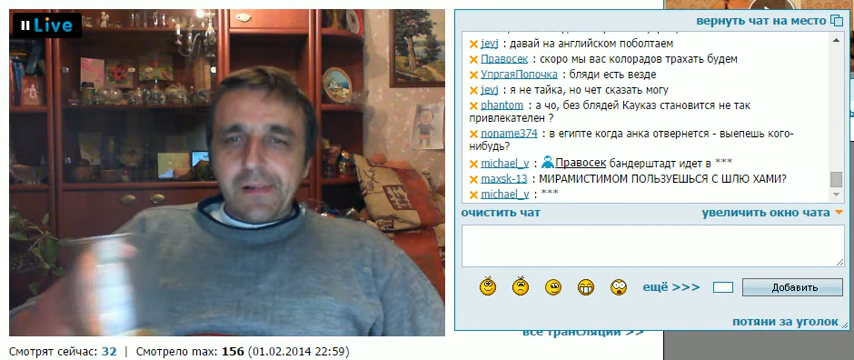 Live
вернуть чат на место
jevj : давай на английском поболтаем
Правосек : скоро мы вас колорадов трахать будем
УпргаяПопочка : бляди есть везде
jevj : я не тайка, но чет сказать могу
phantom : а чо, без блядей Кауказ становится не так
привлекателен ?
noname374 : в египте когда анка отвернется - выепешь кого-
нибудь?
michael_v : Правосек бандерштадт идет в ***
maxsk-13 : МИРАМИСТИМОМ ПОЛЬЗУЕШЬСЯ С ШЛЮ ХАМИ?
michael_v : ***
очистить чат
увеличить окно чата
ещё >>>
Добавить
потяни за уголок
все трансляции >>
Смотрят сейчас: 32 | Смотрело max: 156 (01.02.2014 22:59)